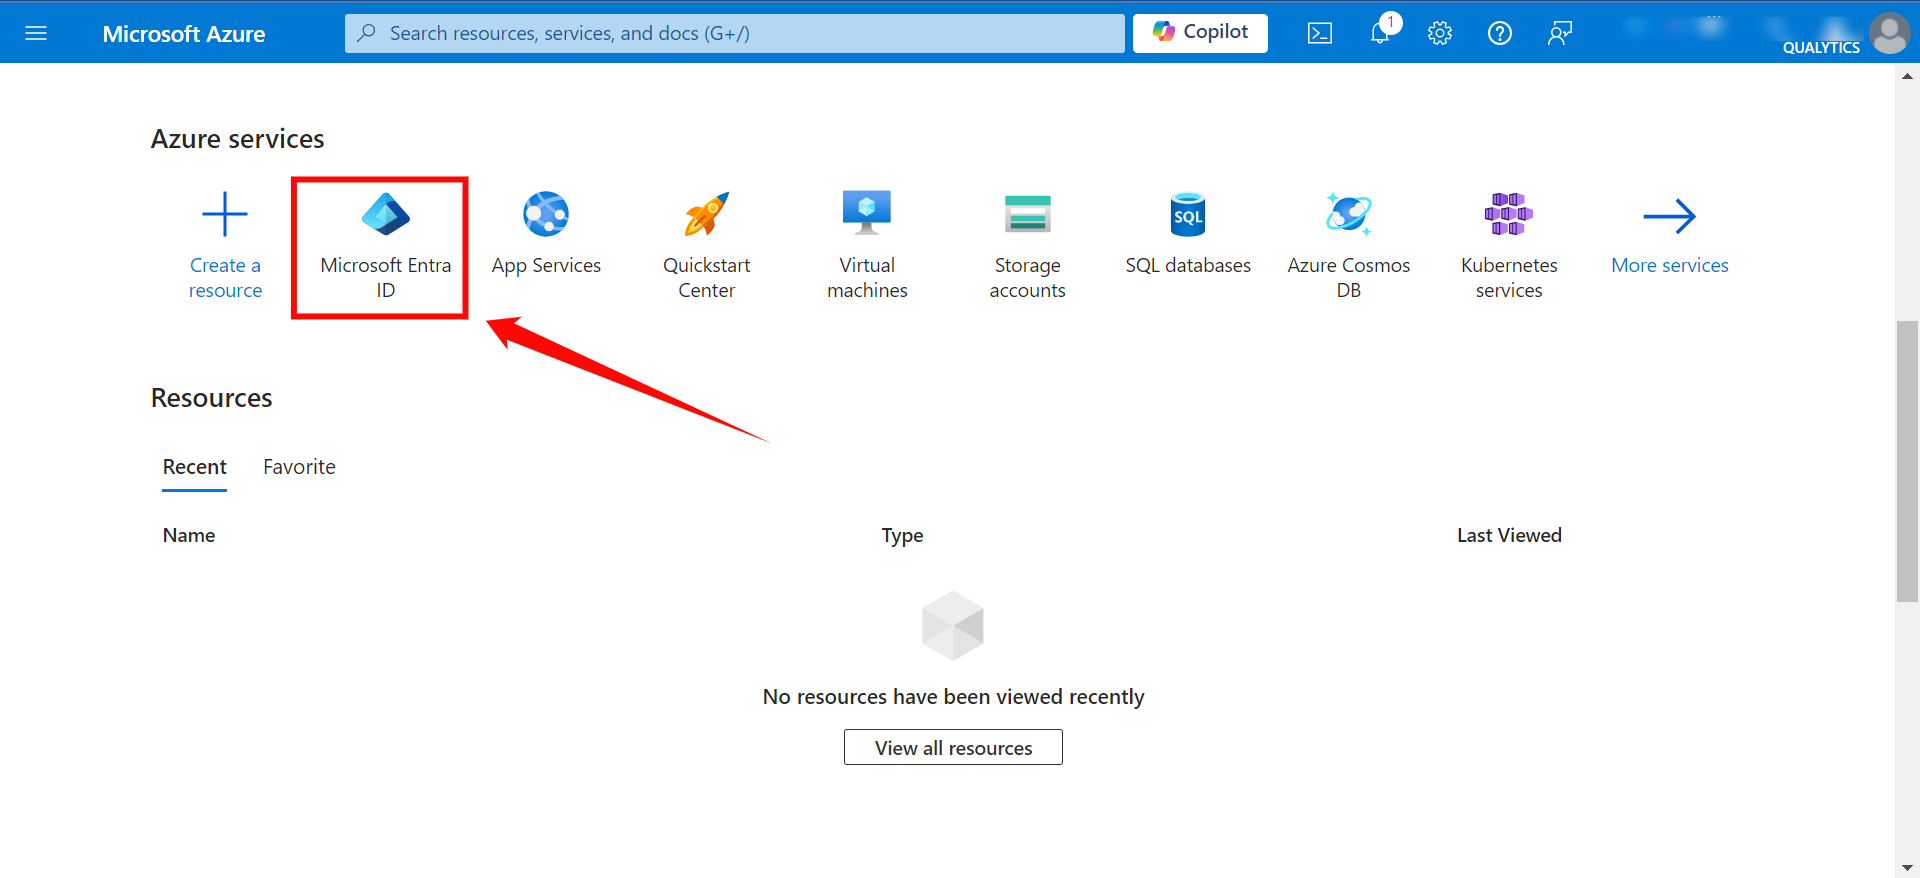 Microsoft Azure
Search resources, services, and docs (G+/)
Copilot
1
QUALYTICS
Azure services
Create a
resource
Microsoft Entra
ID
App Services
Quickstart
Center
Virtual
machines
Storage
accounts
SQL
SQL databases
Azure Cosmos
DB
Kubernetes
services
More services
Resources
Recent Favorite
Name Type Last Viewed
No resources have been viewed recently
View all resources